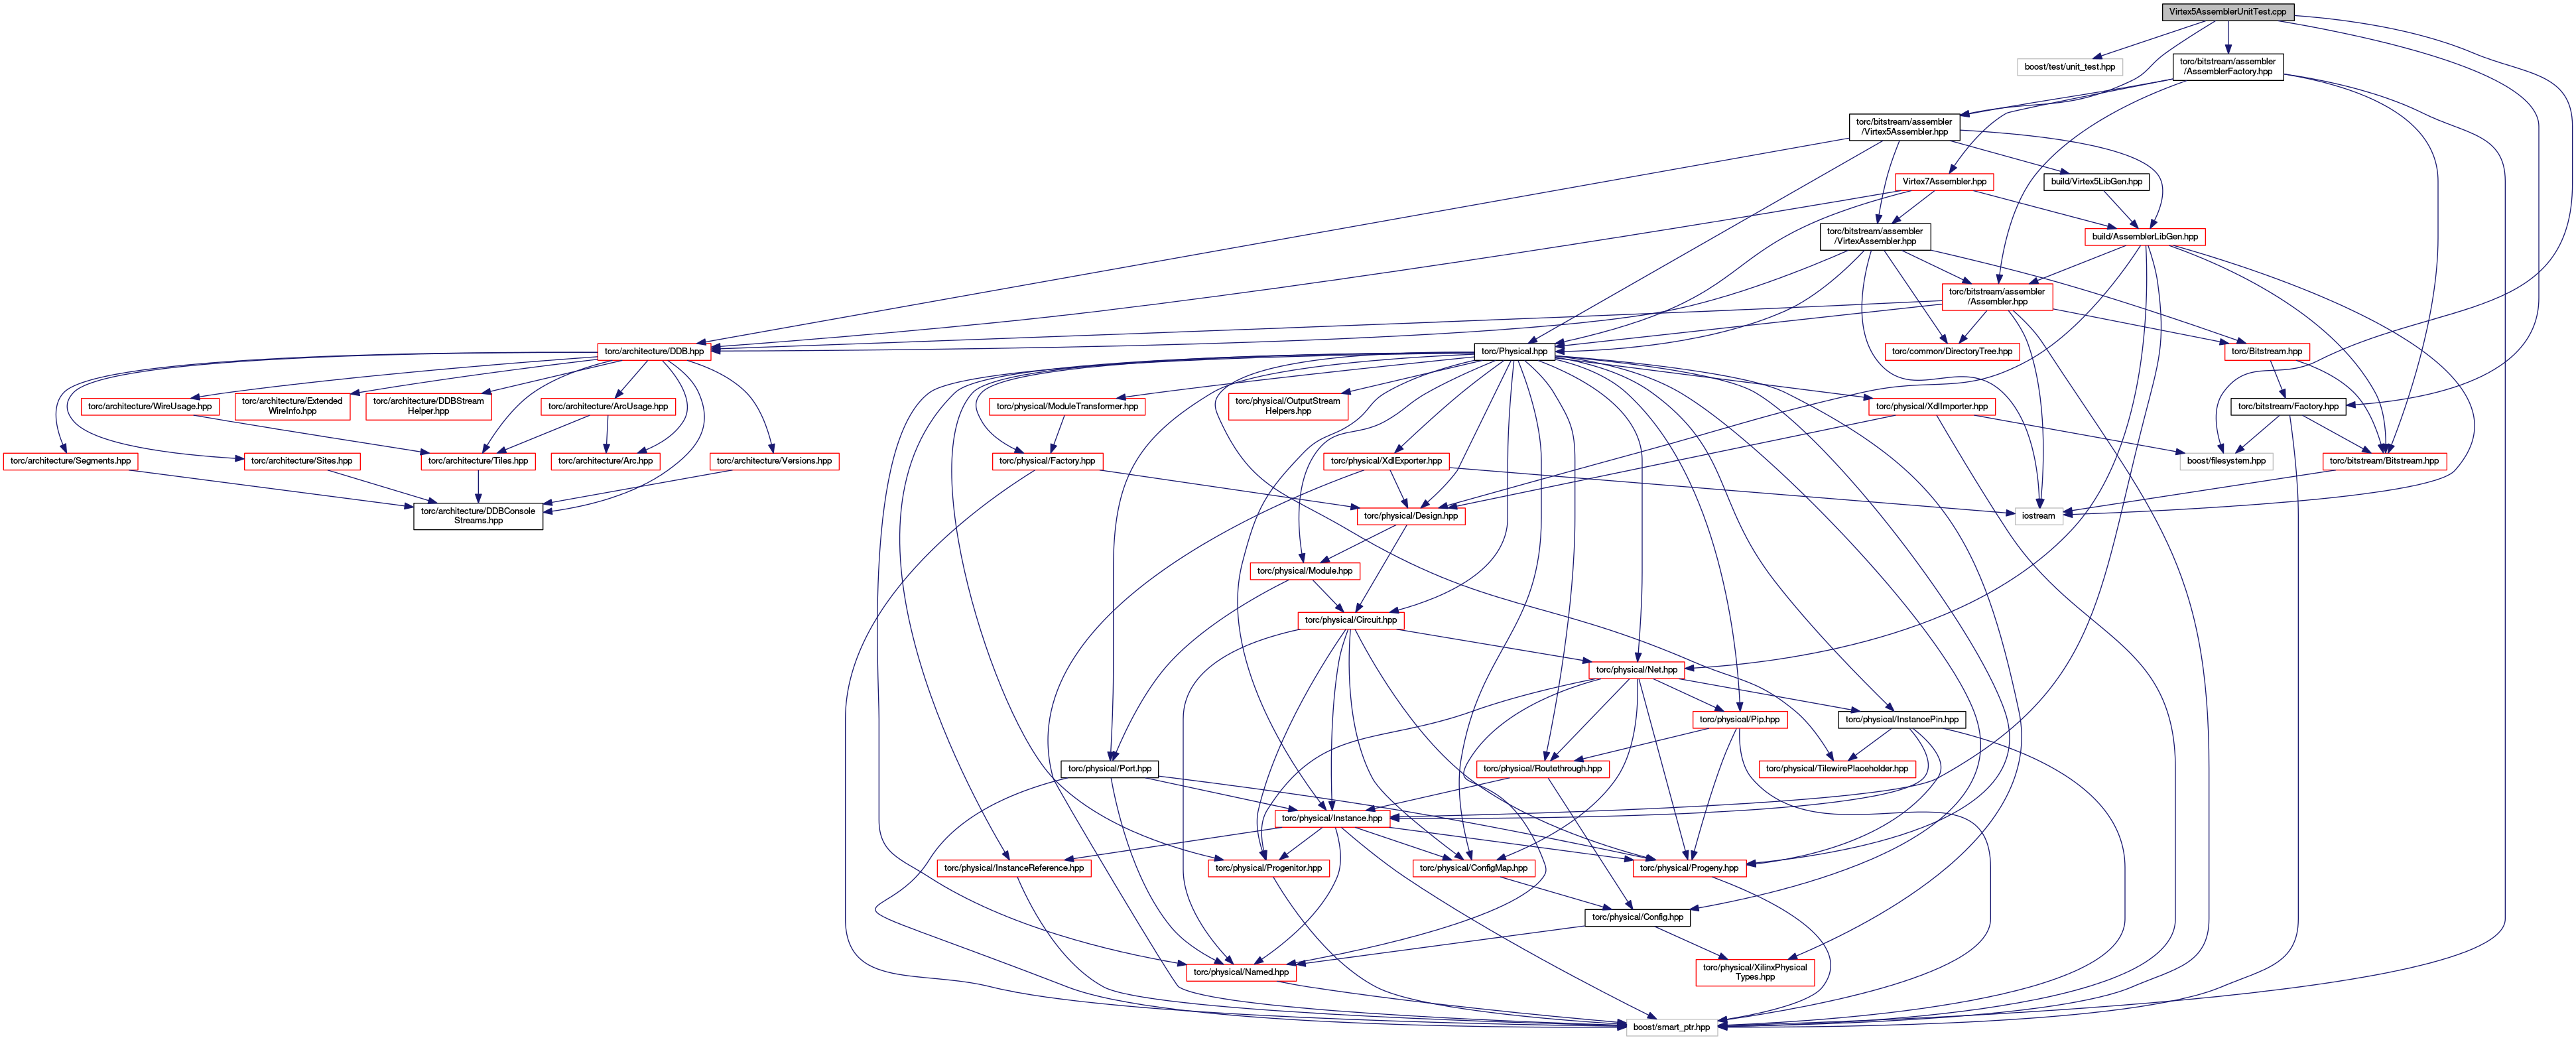 Virtex5AssemblerUnitTest.cpp
boost/test/unit_test.hpp
torc/bitstream/assembler
/AssemblerFactory.hpp
torc/bitstream/assembler
/Virtex5Assembler.hpp
Virtex7Assembler.hpp
build/Virtex5LibGen.hpp
torc/bitstream/assembler
/VirtexAssembler.hpp
build/AssemblerLibGen.hpp
torc/bitstream/assembler
/Assembler.hpp
torc/architecture/DDB.hpp
torc/Physical.hpp
torc/common/DirectoryTree.hpp
torc/Bitstream.hpp
torc/architecture/WireUsage.hpp
torc/architecture/Extended
WireInfo.hpp
torc/architecture/DDBStream
Helper.hpp
torc/architecture/ArcUsage.hpp
torc/physical/ModuleTransformer.hpp
torc/physical/OutputStream
Helpers.hpp
torc/physical/XdlImporter.hpp
torc/bitstream/Factory.hpp
torc/architecture/Segments.hpp
torc/architecture/Sites.hpp
torc/architecture/Tiles.hpp
torc/architecture/Arc.hpp
torc/architecture/Versions.hpp
torc/physical/Factory.hpp
torc/physical/XdlExporter.hpp
boost/filesystem.hpp
torc/bitstream/Bitstream.hpp
torc/architecture/DDBConsole
Streams.hpp
torc/physical/Design.hpp
iostream
torc/physical/Module.hpp
torc/physical/Circuit.hpp
torc/physical/Net.hpp
torc/physical/Pip.hpp
torc/physical/InstancePin.hpp
torc/physical/Port.hpp
torc/physical/Routethrough.hpp
torc/physical/TilewirePlaceholder.hpp
torc/physical/Instance.hpp
torc/physical/InstanceReference.hpp
torc/physical/Progenitor.hpp
torc/physical/ConfigMap.hpp
torc/physical/Progeny.hpp
torc/physical/Config.hpp
torc/physical/Named.hpp
torc/physical/XilinxPhysical
Types.hpp
boost/smart_ptr.hpp